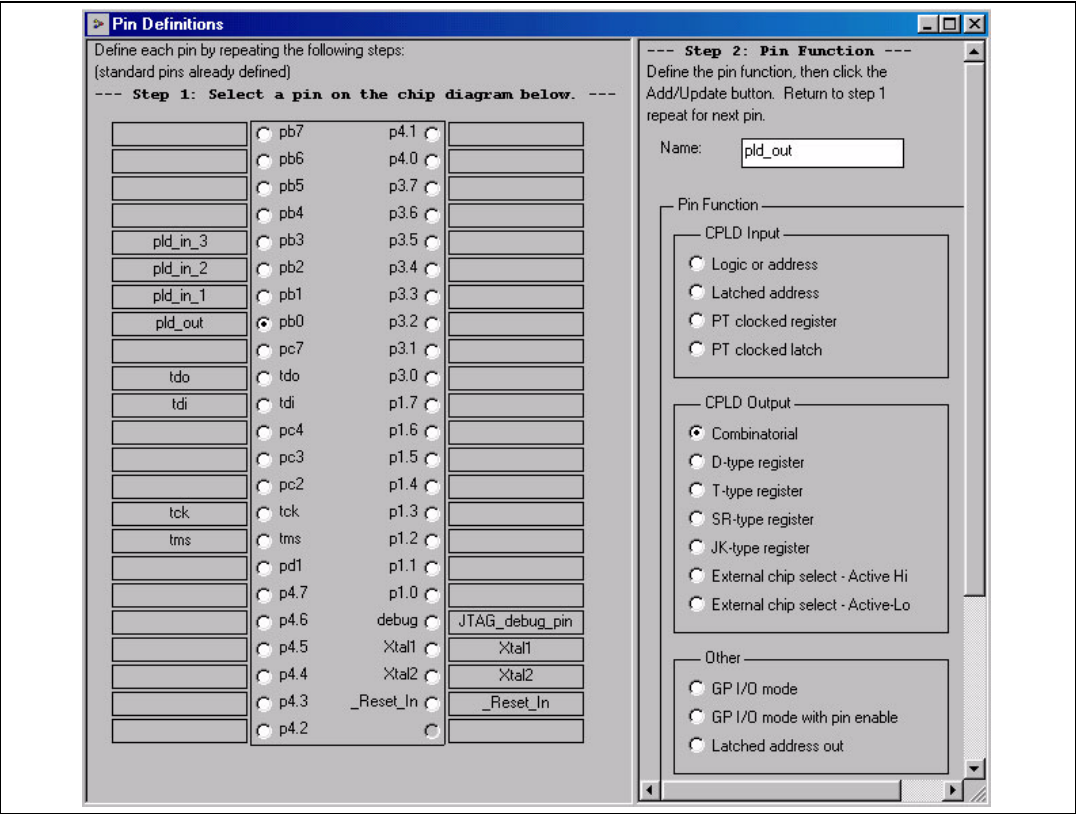 Pin Definitions
Define each pin by repeating the following steps:
(standard pins already defined)
--- Step 1: Select a pin on the chip diagram below. ---
pb7 p4.1
pb6 p4.0
pb5 p3.7
pb4 p3.6
pld_in_3 pb3 p3.5
pld_in_2 pb2 p3.4
pld_in_1 pb1 p3.3
pld_out pb0 p3.2
pc7 p3.1
tdo tdo p3.0
tdi tdi p1.7
pc4 p1.6
pc3 p1.5
pc2 p1.4
tck tck p1.3
tms tms p1.2
pd1 p1.1
p4.7 p1.0
p4.6 debug JTAG_debug_pin
p4.5 Xtal1 Xtal1
p4.4 Xtal2 Xtal2
p4.3 _Reset_In _Reset_In
p4.2
--- Step 2: Pin Function ---
Define the pin function, then click the
Add/Update button. Return to step 1
repeat for next pin.
Name: pld_out
Pin Function
CPLD Input
Logic or address
Latched address
PT clocked register
PT clocked latch
CPLD Output
Combinatorial
D-type register
T-type register
SR-type register
JK-type register
External chip select - Active Hi
External chip select - Active-Lo
Other
GP I/O mode
GP I/O mode with pin enable
Latched address out